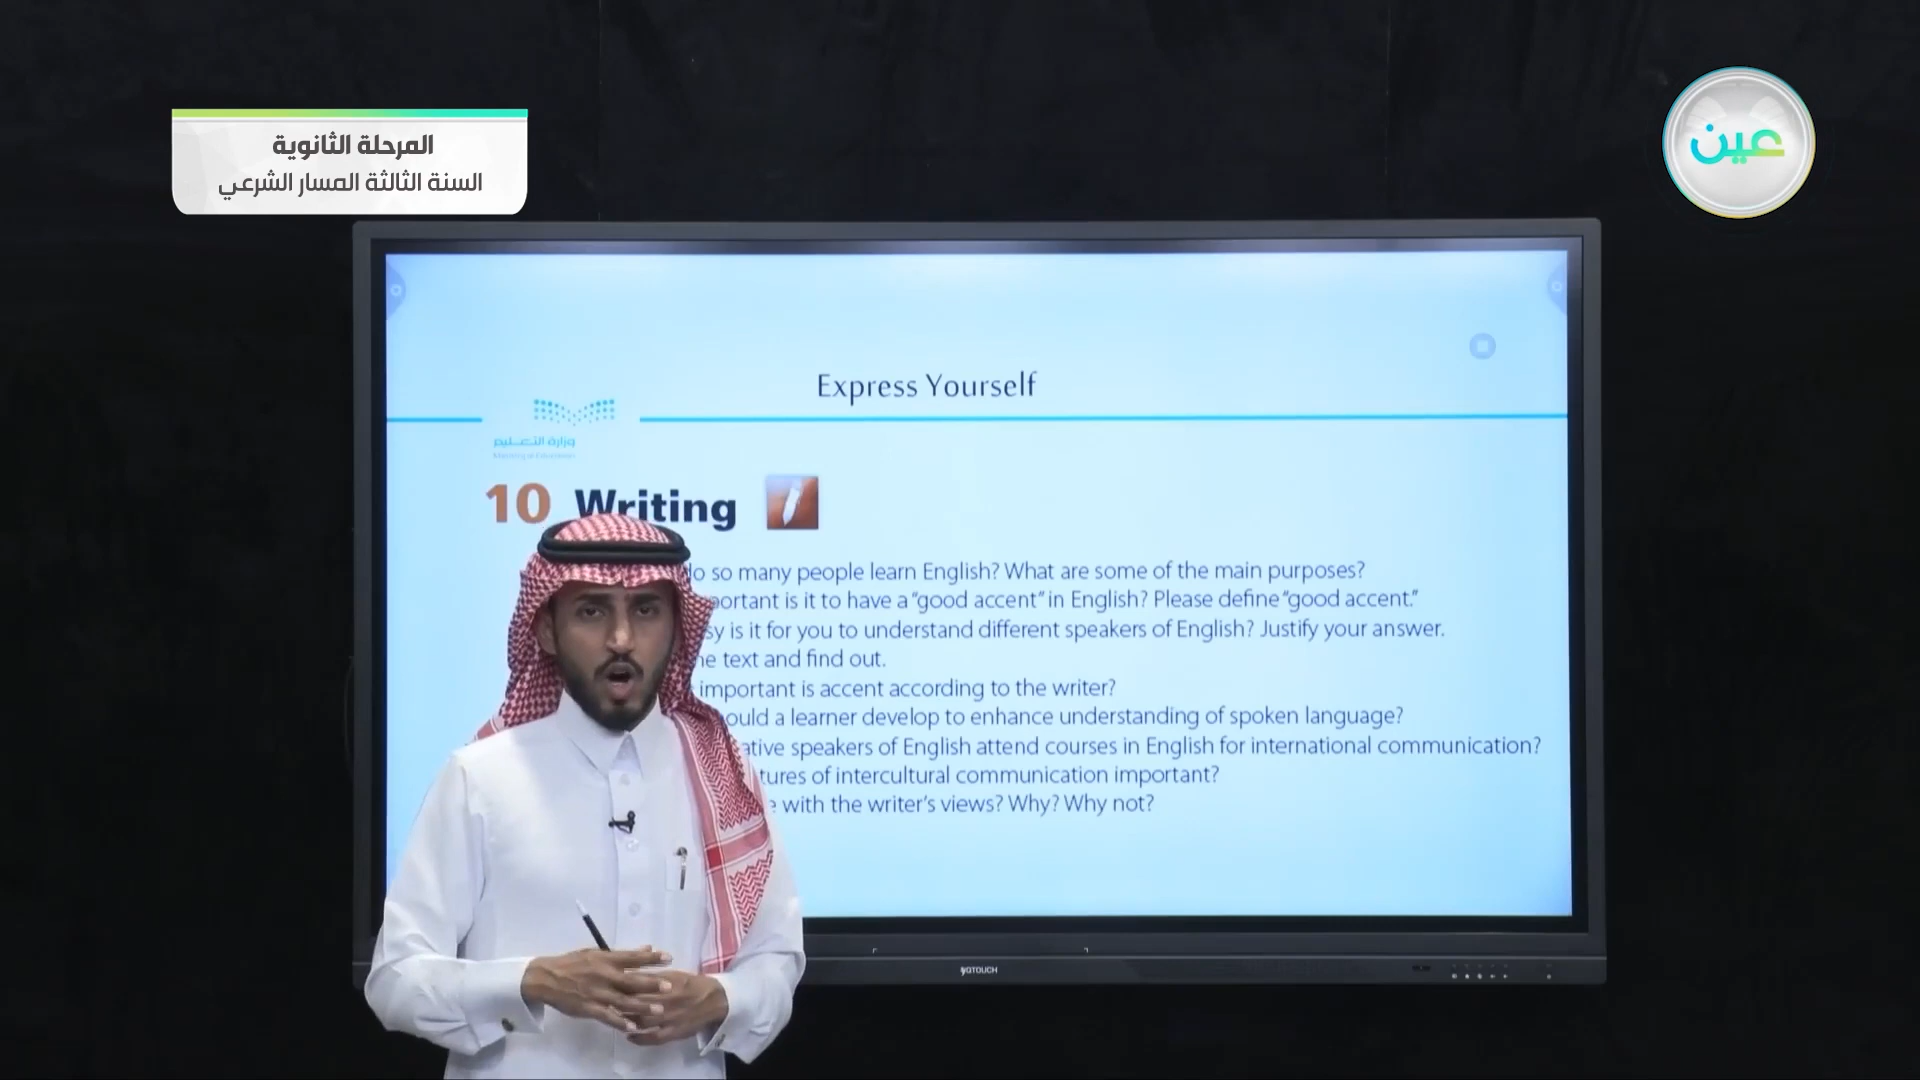 المرحلة الثانوية
السنة الثالثة المسار الشرعي
عين
Express Yourself
وزارة التعليم
Ministry of Education
10 Writing
do so many people learn English? What are some of the main purposes?
portant is it to have a “good accent” in English? Please define “good accent.”
sy is it for you to understand different speakers of English? Justify your answer.
he text and find out.
important is accent according to the writer?
ould a learner develop to enhance understanding of spoken language?
ative speakers of English attend courses in English for international communication?
tures of intercultural communication important?
e with the writer’s views? Why? Why not?
QTOUCH